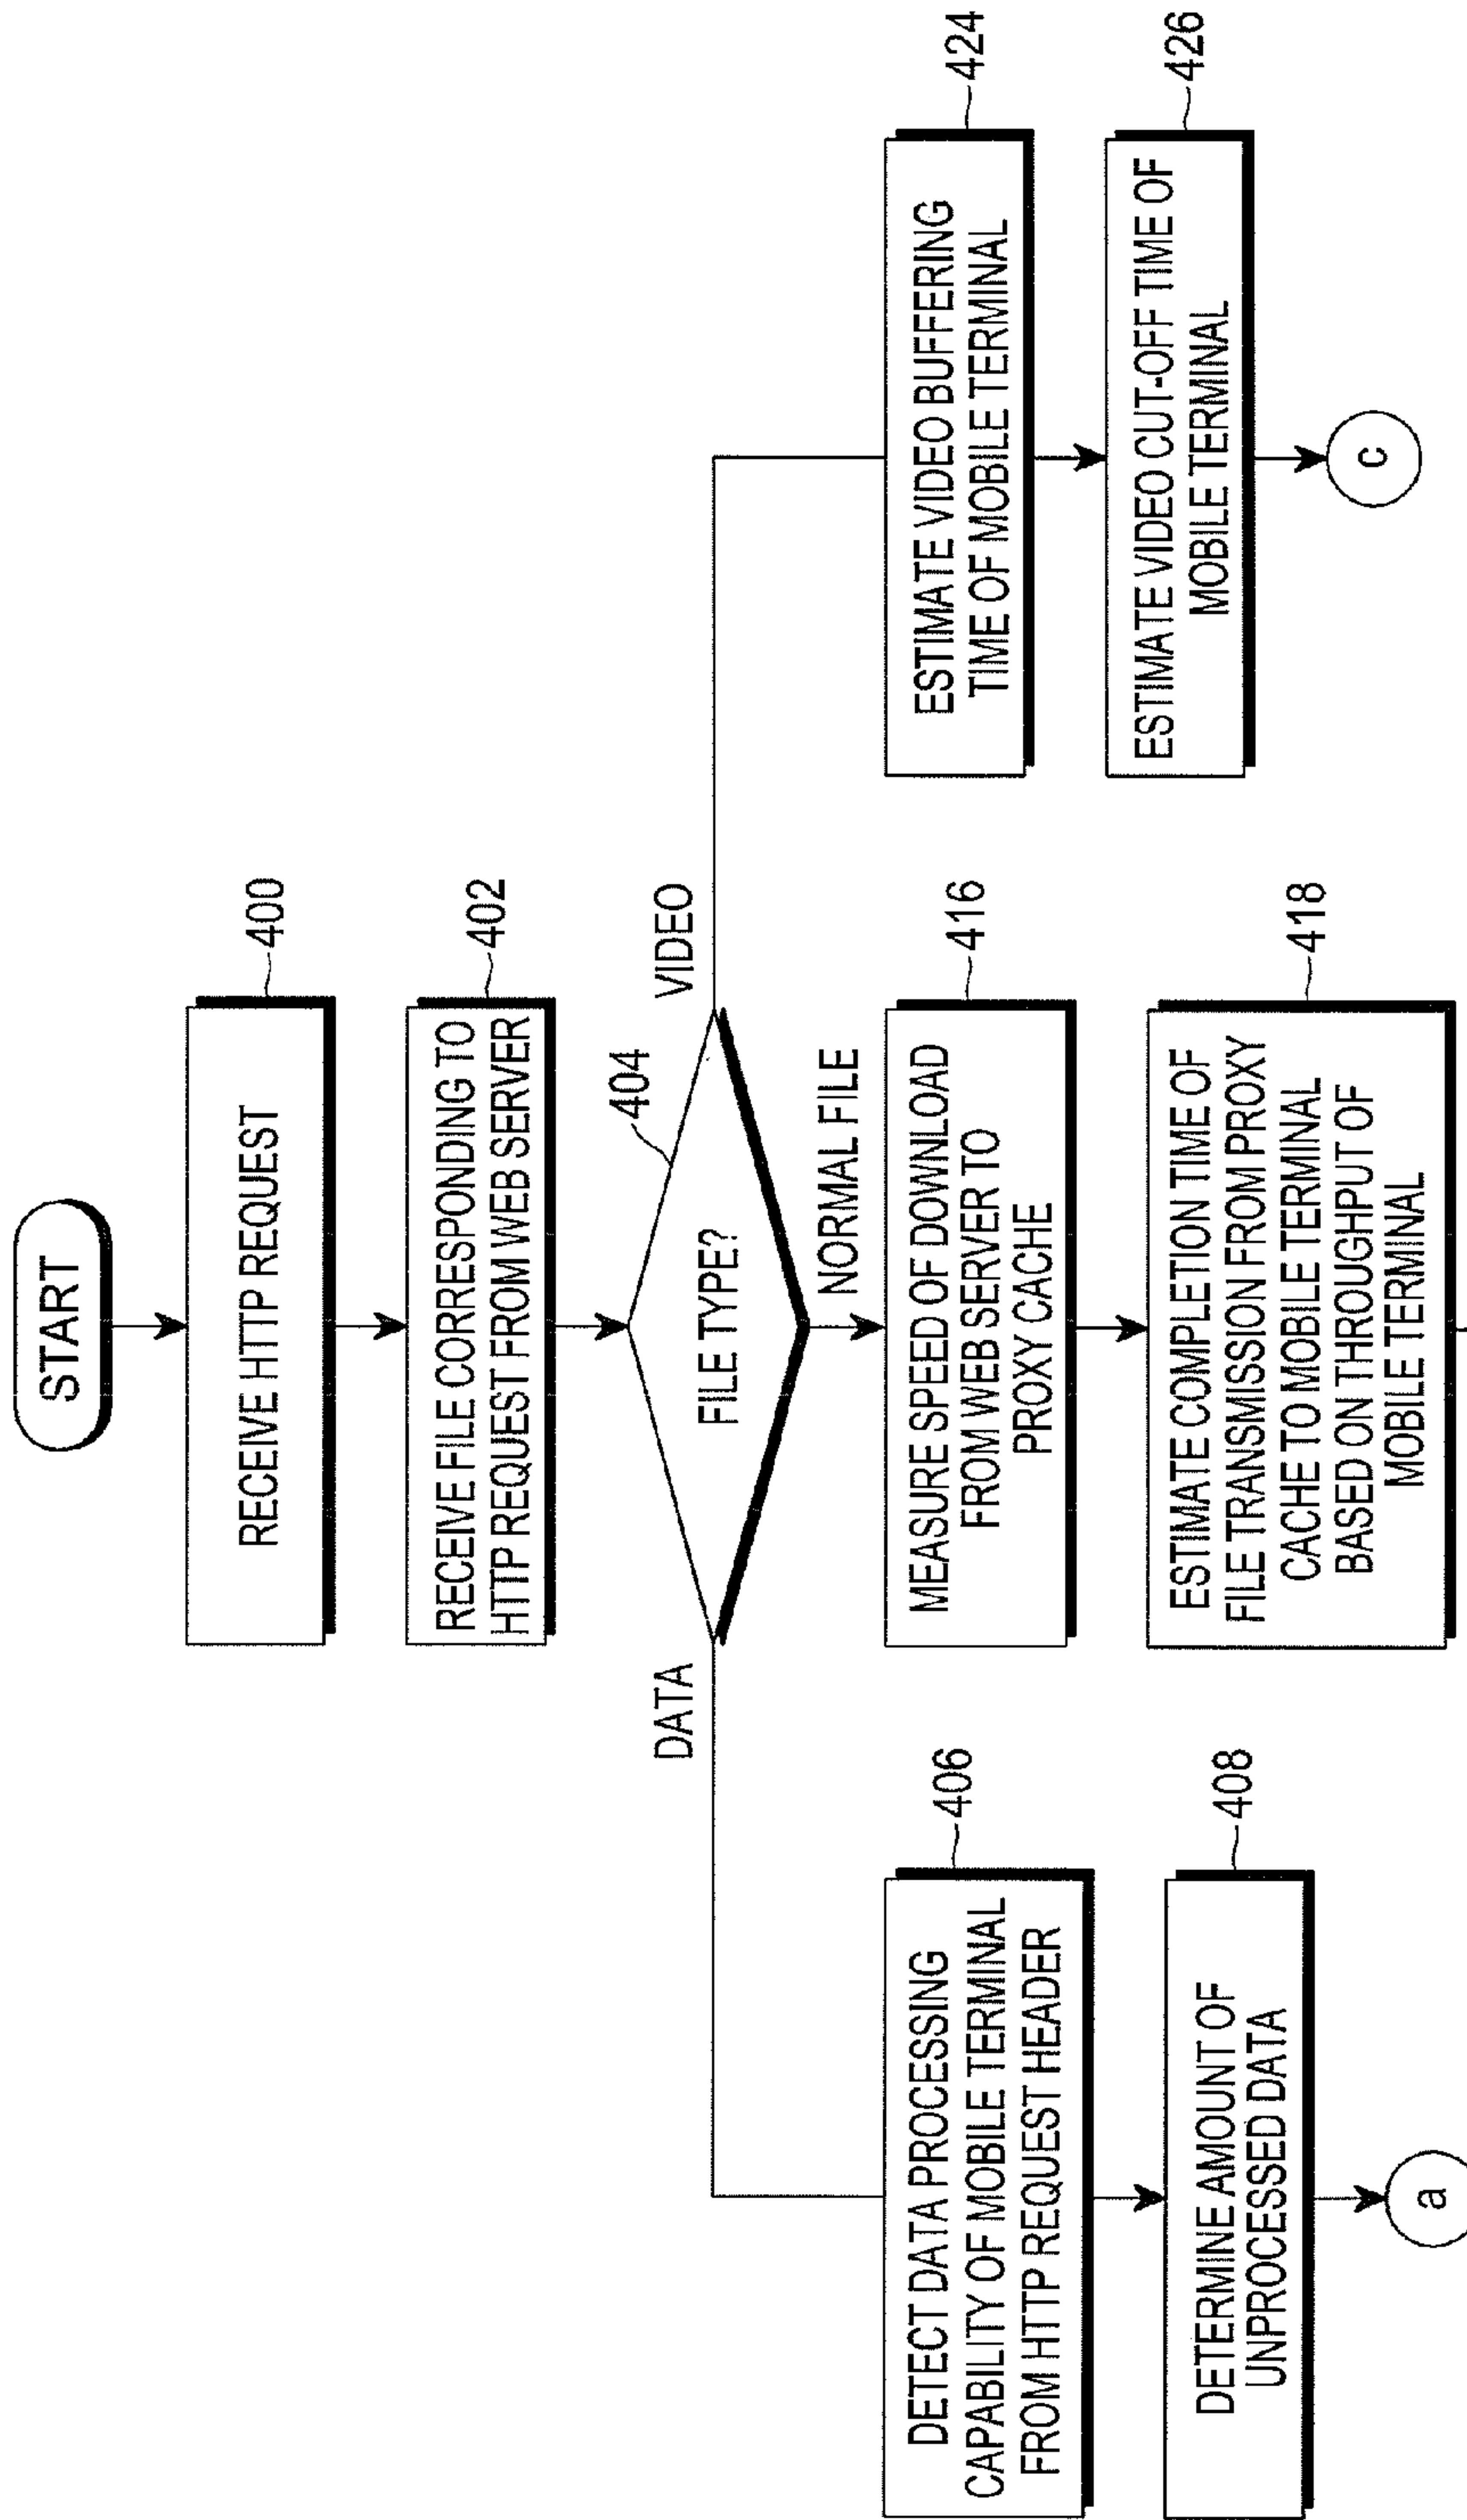 START
RECEIVE HTTP REQUEST
400
RECEIVE FILE CORRESPONDING TO
HTTP REQUEST FROM WEB SERVER
402
404
FILE TYPE?
DATA
NORMAL FILE
VIDEO
DETECT DATA PROCESSING
CAPABILITY OF MOBILE TERMINAL
FROM HTTP REQUEST HEADER
406
DETERMINE AMOUNT OF
UNPROCESSED DATA
408
a
MEASURE SPEED OF DOWNLOAD
FROM WEB SERVER TO
PROXY CACHE
416
ESTIMATE COMPLETION TIME OF
FILE TRANSMISSION FROM PROXY
CACHE TO MOBILE TERMINAL
BASED ON THROUGHPUT OF
MOBILE TERMINAL
418
ESTIMATE VIDEO BUFFERING
TIME OF MOBILE TERMINAL
424
ESTIMATE VIDEO CUT-OFF TIME OF
MOBILE TERMINAL
426
c